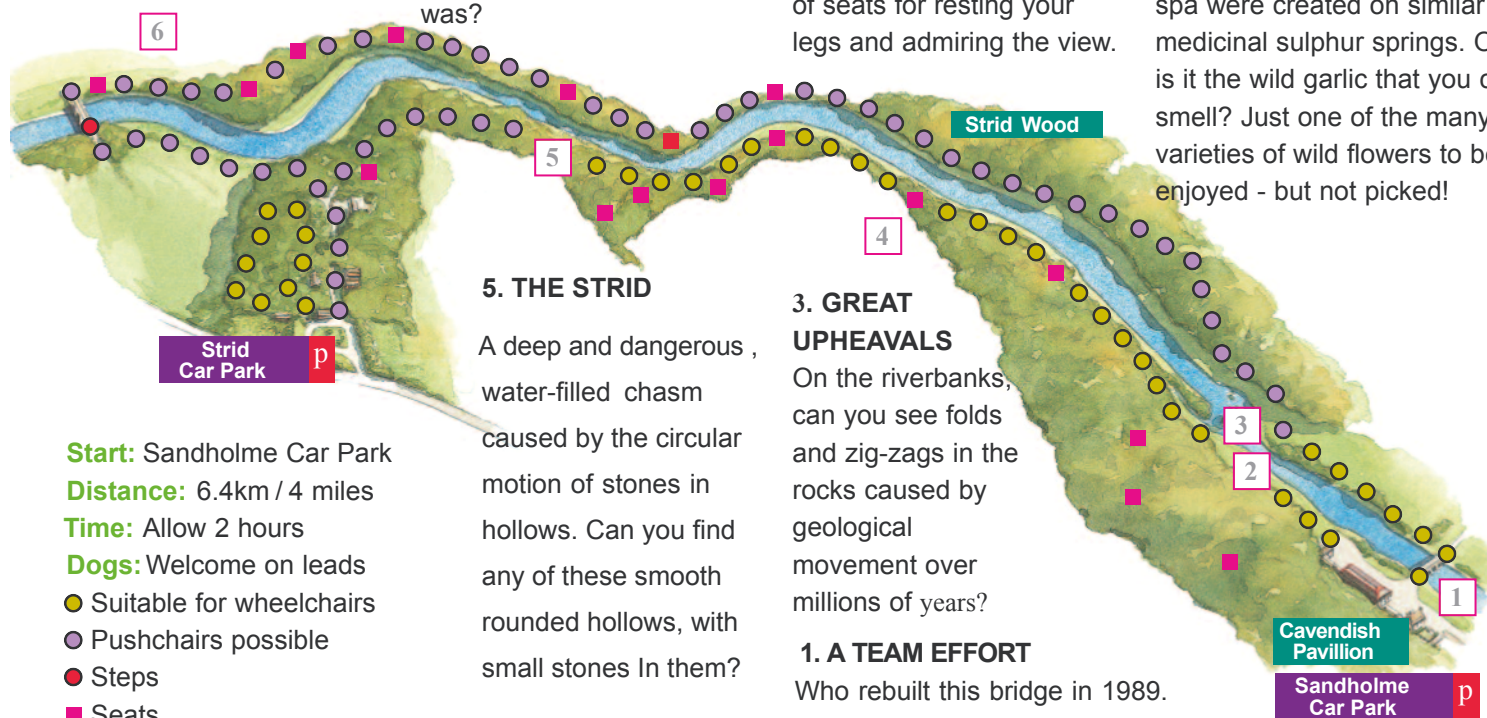 was?
of seats for resting your
legs and admiring the view.
spa were created on similar
medicinal sulphur springs.
is it the wild garlic that you
smell? Just one of the many
varieties of wild flowers to
enjoyed - but not picked!
6
Strid Wood
5
4
5. THE STRID
A deep and dangerous ,
water-filled chasm
caused by the circular
motion of stones in
hollows. Can you find
any of these smooth
rounded hollows, with
small stones In them?
3. GREAT
UPHEAVALS
On the riverbanks,
can you see folds
and zig-zags in the
rocks caused by
geological
movement over
millions of years?
1. A TEAM EFFORT
Who rebuilt this bridge in 1989.
Strid
Car Park
p
Start: Sandholme Car Park
Distance: 6.4km / 4 miles
Time: Allow 2 hours
Dogs: Welcome on leads
Suitable for wheelchairs
Pushchairs possible
Steps
Seats
3
2
1
Cavendish
Pavillion
Sandholme
Car Park
p